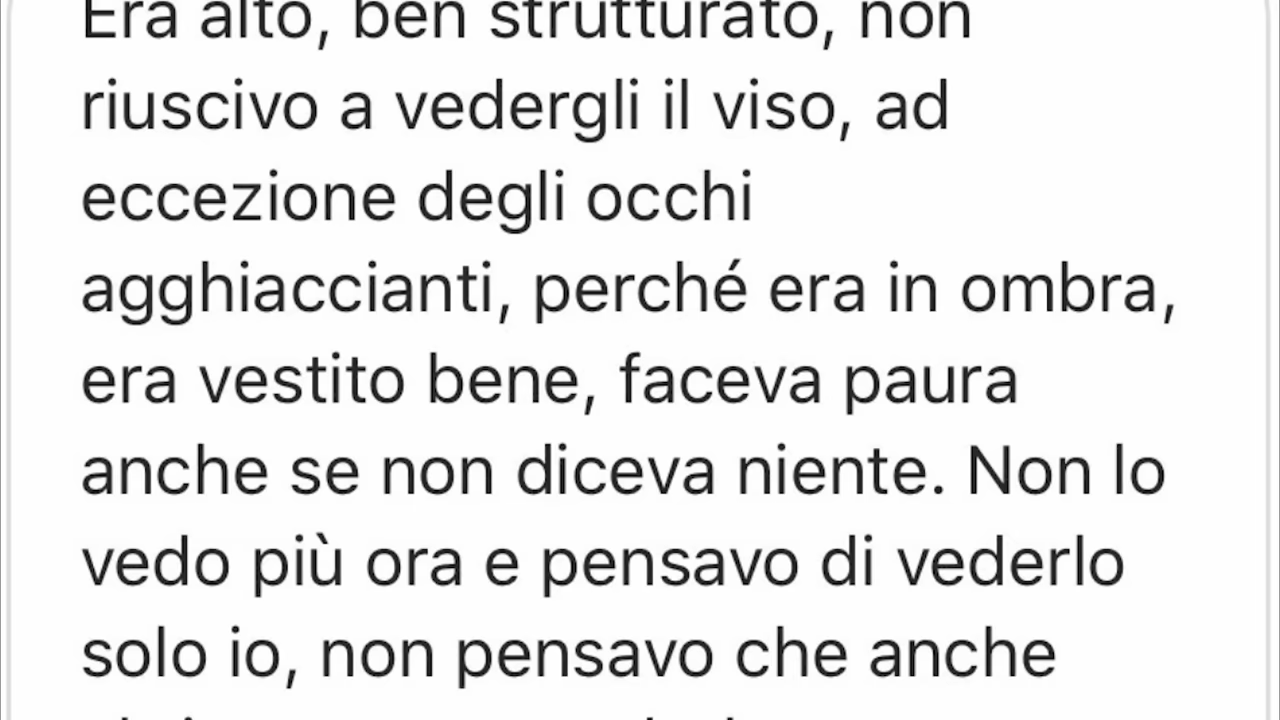 Era alto, ben strutturato, non
riuscivo a vedergli il viso, ad
eccezione degli occhi
agghiaccianti, perché era in ombra,
era vestito bene, faceva paura
anche se non diceva niente. Non lo
vedo più ora e pensavo di vederlo
solo io, non pensavo che anche